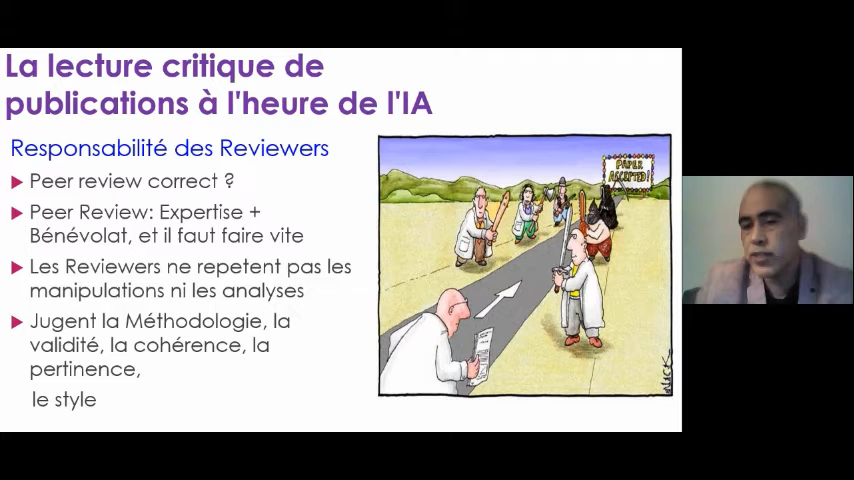 La lecture critique de
publications à l'heure de l'IA
Responsabilité des Reviewers
Peer review correct ?
Peer Review: Expertise +
Bénévolat, et il faut faire vite
Les Reviewers ne repetent pas les
manipulations ni les analyses
Jugent la Méthodologie, la
validité, la cohérence, la
pertinence,
le style
PAPER
ACCEPTED!
NICK